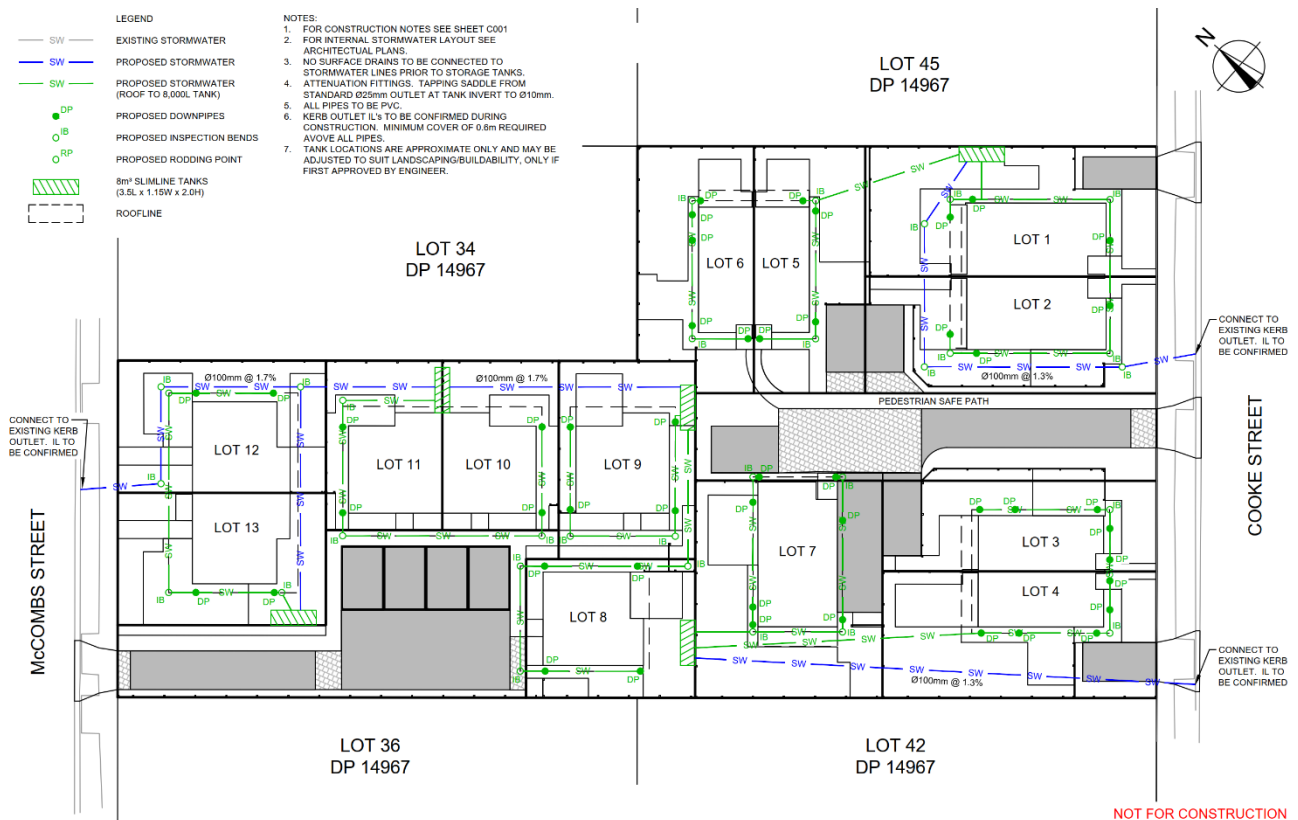 LEGEND
SW EXISTING STORMWATER
SW PROPOSED STORMWATER
SW PROPOSED STORMWATER
(ROOF TO 8,000L TANK)
DP PROPOSED DOWNPIPES
IB PROPOSED INSPECTION BENDS
RP PROPOSED RODDING POINT
8m³ SLIMLINE TANKS
(3.5L x 1.15W x 2.0H)
ROOFLINE
NOTES:
1. FOR CONSTRUCTION NOTES SEE SHEET C001
2. FOR INTERNAL STORMWATER LAYOUT SEE
ARCHITECTUAL PLANS.
3. NO SURFACE DRAINS TO BE CONNECTED TO
STORMWATER LINES PRIOR TO STORAGE TANKS.
4. ATTENUATION FITTINGS. TAPPING SADDLE FROM
STANDARD Ø25mm OUTLET AT TANK INVERT TO Ø10mm.
5. ALL PIPES TO BE PVC.
6. KERB OUTLET IL's TO BE CONFIRMED DURING
CONSTRUCTION. MINIMUM COVER OF 0.6m REQUIRED
AVOVE ALL PIPES.
7. TANK LOCATIONS ARE APPROXIMATE ONLY AND MAY BE
ADJUSTED TO SUIT LANDSCAPING/BUILDABILITY, ONLY IF
FIRST APPROVED BY ENGINEER.
N
LOT 45
DP 14967
LOT 34
DP 14967
LOT 6
LOT 5
LOT 1
LOT 2
CONNECT TO
EXISTING KERB
OUTLET. IL TO
BE CONFIRMED
Ø100mm @ 1.3%
PEDESTRIAN SAFE PATH
COOKE STREET
Ø100mm @ 1.7%
Ø100mm @ 1.7%
CONNECT TO
EXISTING KERB
OUTLET. IL TO
BE CONFIRMED
LOT 12
LOT 11
LOT 10
LOT 9
LOT 13
LOT 7
LOT 3
LOT 4
LOT 8
McCOMBS STREET
CONNECT TO
EXISTING KERB
OUTLET. IL TO
BE CONFIRMED
Ø100mm @ 1.3%
LOT 36
DP 14967
LOT 42
DP 14967
NOT FOR CONSTRUCTION